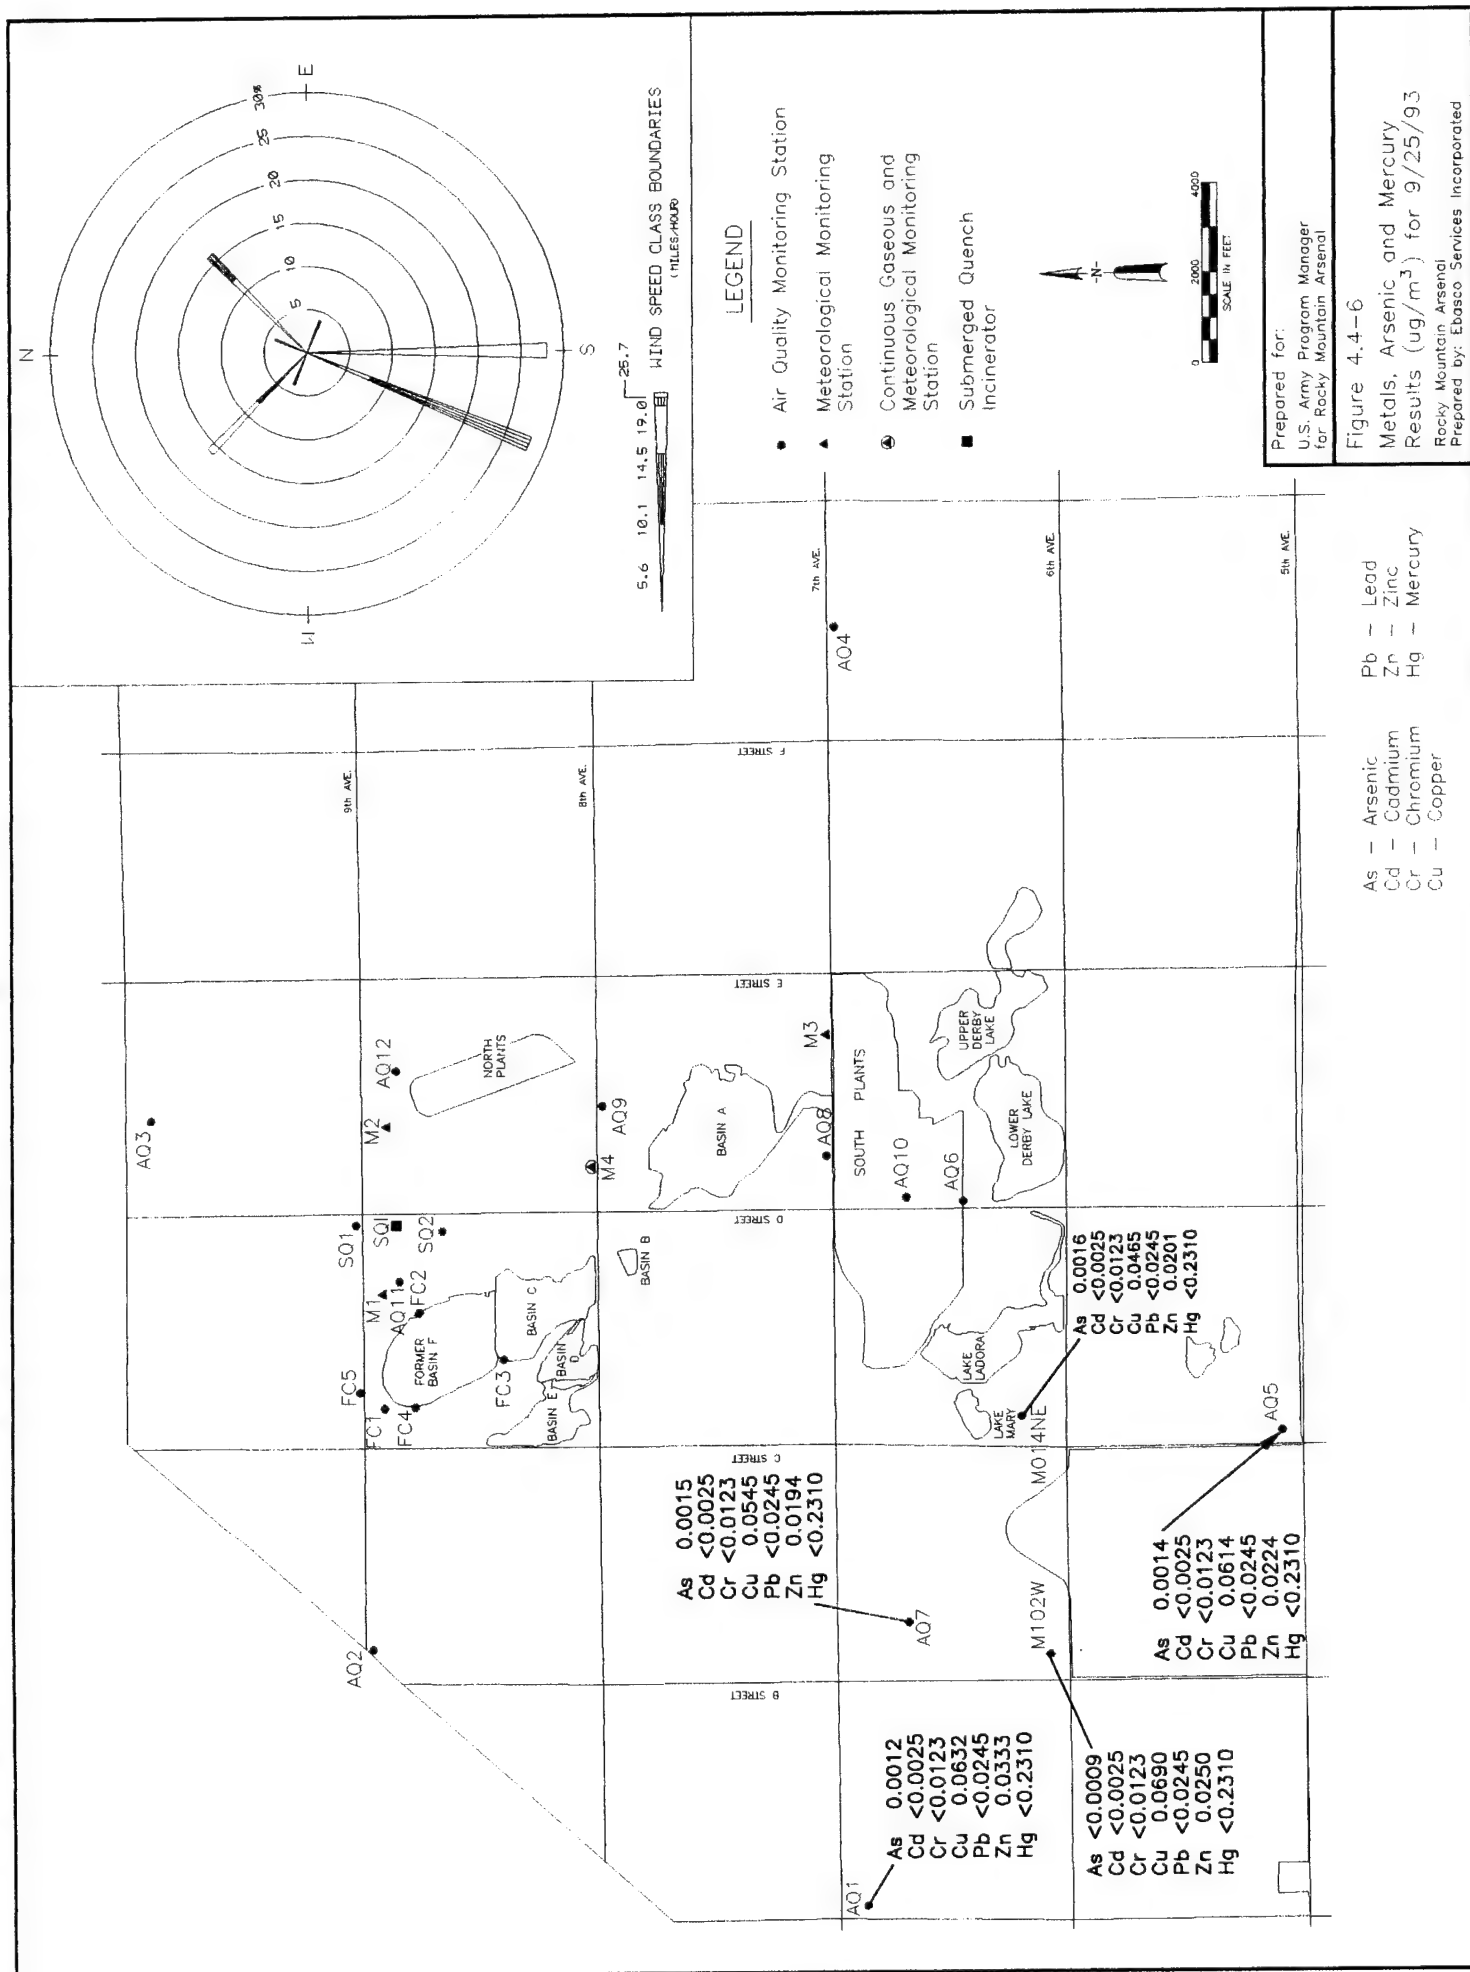 N
E
S
W
5
10
15
20
25
30%
5.6 10.1 14.5 19.0 25.7
WIND SPEED CLASS BOUNDARIES
(MILES/HOUR)
LEGEND
Air Quality Monitoring Station
Meteorological Monitoring
Station
Continuous Gaseous and
Meteorological Monitoring
Station
Submerged Quench
Incinerator
-N-
0 2000 4000
SCALE IN FEET
Prepared for:
U.S. Army Program Manager
for Rocky Mountain Arsenal
Figure 4.4-6
Metals, Arsenic and Mercury
Results (ug/m³) for 9/25/93
Rocky Mountain Arsenal
Prepared by: Ebasco Services Incorporated
As - Arsenic
Cd - Cadmium
Cr - Chromium
Cu - Copper
Pb - Lead
Zn - Zinc
Hg - Mercury
9th AVE.
8th AVE.
7th AVE.
6th AVE.
5th AVE.
B STREET
C STREET
D STREET
E STREET
F STREET
AQ3
AQ2
FC5
FC1
FC4
FC3
M1
AQ11
FC2
SQ1
SQI
SQ2
M2
AQ12
FORMER
BASIN F
BASIN C
BASIN
D
BASIN E
BASIN B
NORTH
PLANTS
M4
AQ9
BASIN A
AQ8
M3
AQ4
SOUTH PLANTS
AQ10
AQ6
UPPER
DERBY
LAKE
LOWER
DERBY LAKE
LAKE
LADORA
LAKE
MARY
M014NE
As 0.0016
Cd <0.0025
Cr <0.0123
Cu 0.0465
Pb <0.0245
Zn 0.0201
Hg <0.2310
AQ7
As 0.0015
Cd <0.0025
Cr <0.0123
Cu 0.0545
Pb <0.0245
Zn 0.0194
Hg <0.2310
AQ5
As 0.0014
Cd <0.0025
Cr <0.0123
Cu 0.0614
Pb <0.0245
Zn 0.0224
Hg <0.2310
AQ1
As 0.0012
Cd <0.0025
Cr <0.0123
Cu 0.0632
Pb <0.0245
Zn 0.0333
Hg <0.2310
M102W
As <0.0009
Cd <0.0025
Cr <0.0123
Cu 0.0690
Pb <0.0245
Zn 0.0250
Hg <0.2310